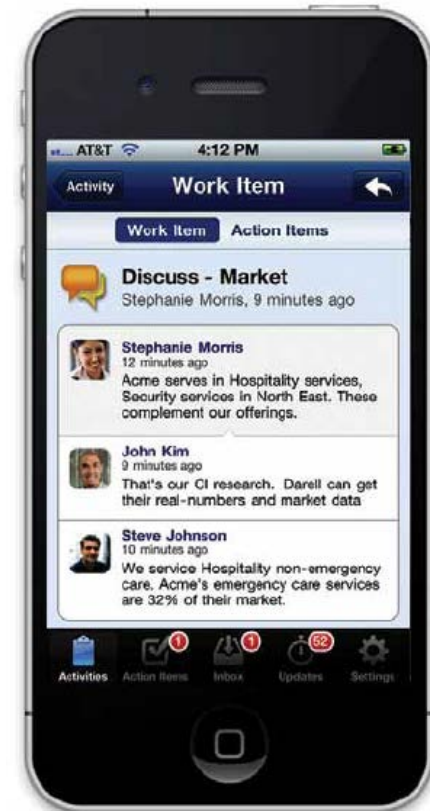 AT&T 4:12 PM
Activity Work Item
Work Item Action Items
Discuss - Market
Stephanie Morris, 9 minutes ago
Stephanie Morris
12 minutes ago
Acme serves in Hospitality services,
Security services in North East. These
complement our offerings.
John Kim
9 minutes ago
That's our CI research. Darell can get
their real-numbers and market data
Steve Johnson
10 minutes ago
We service Hospitality non-emergency
care. Acme's emergency care services
are 32% of their market.
1 1 52
Activities Action Items Inbox Updates Settings